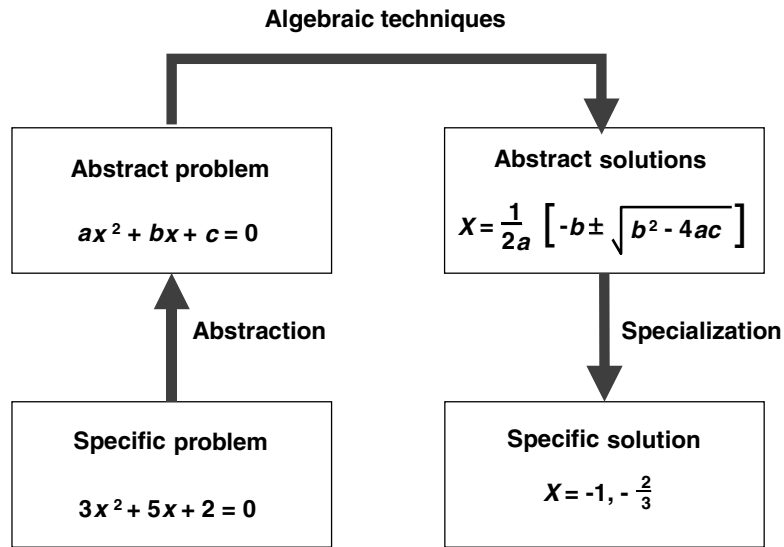 Algebraic techniques
Abstract problem
ax² + bx + c = 0
Abstract solutions
X = 1/2a [ -b ± √(b² - 4ac) ]
Abstraction
Specialization
Specific problem
3x² + 5x + 2 = 0
Specific solution
X = -1, - 2/3